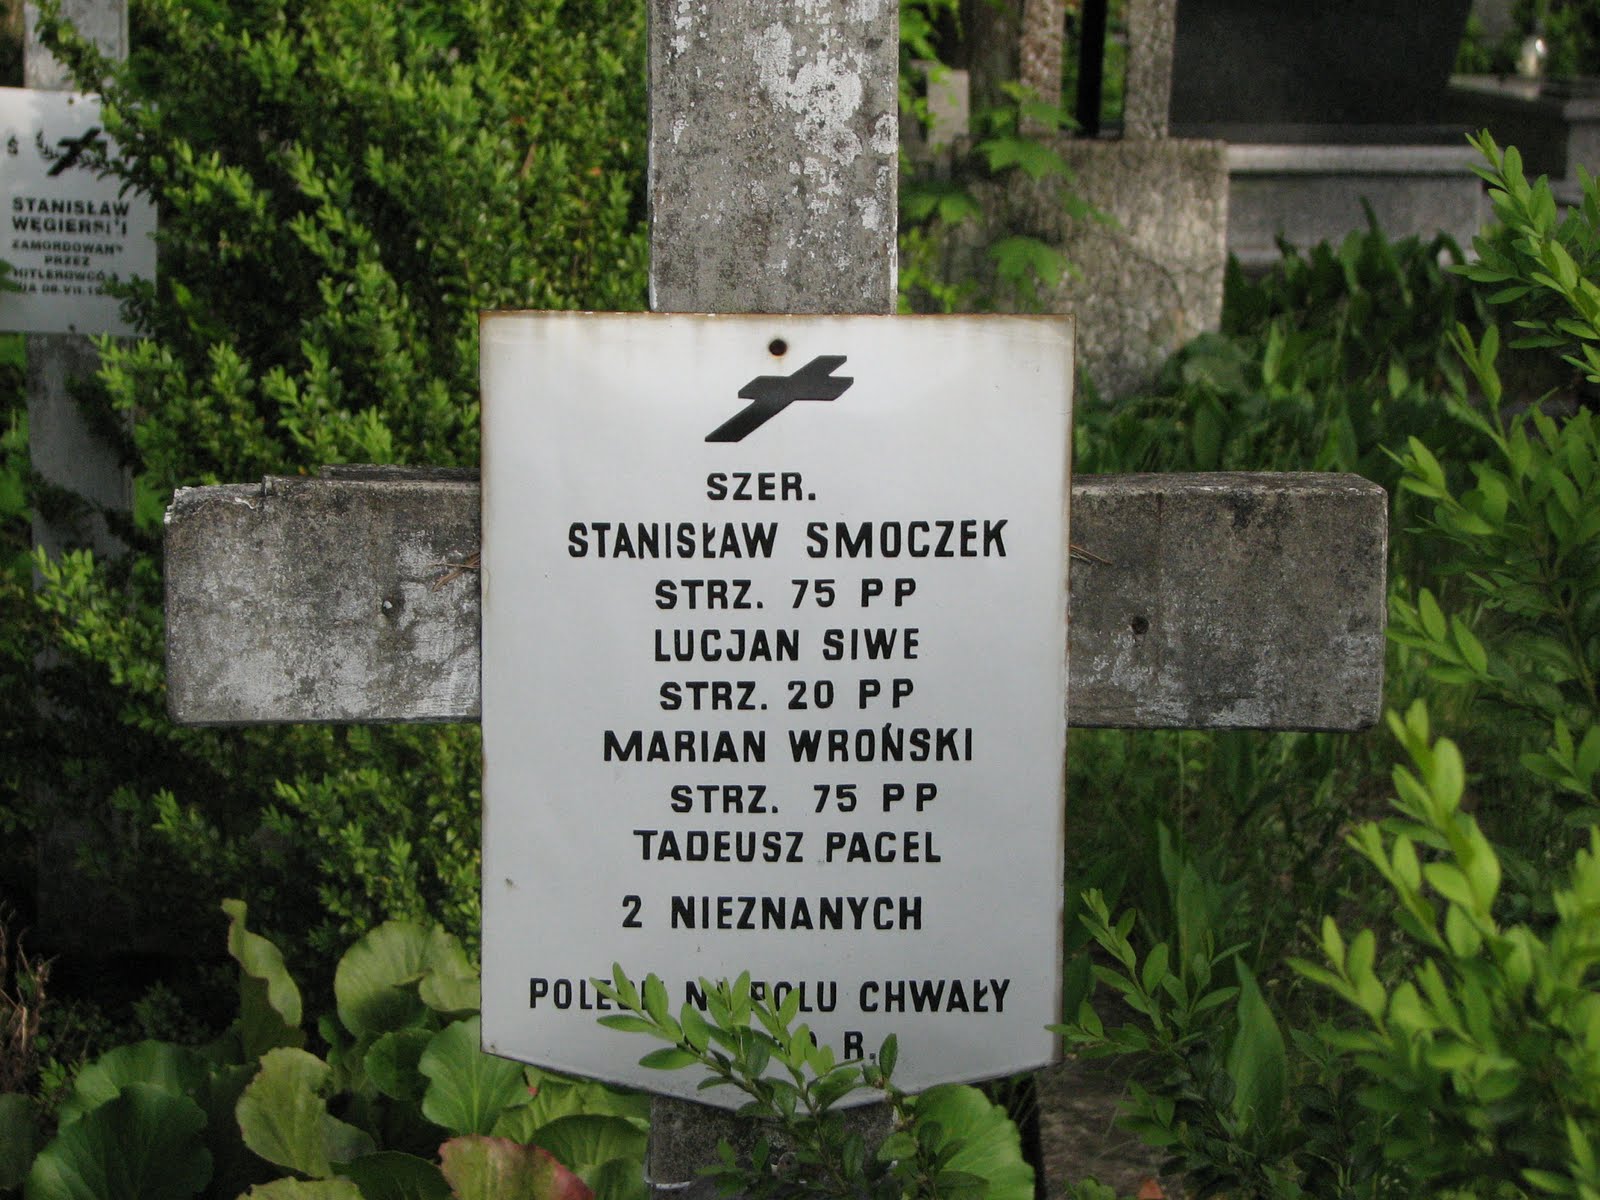 Ś
STANISŁAW
ZAMORDOWANY
PRZEZ
SZER.
STANISŁAW SMOCZEK
STRZ. 75 PP
LUCJAN SIWE
STRZ. 20 PP
MARIAN WROŃSKI
STRZ. 75 PP
TADEUSZ PACEL
2 NIEZNANYCH
CHWAŁY
R.